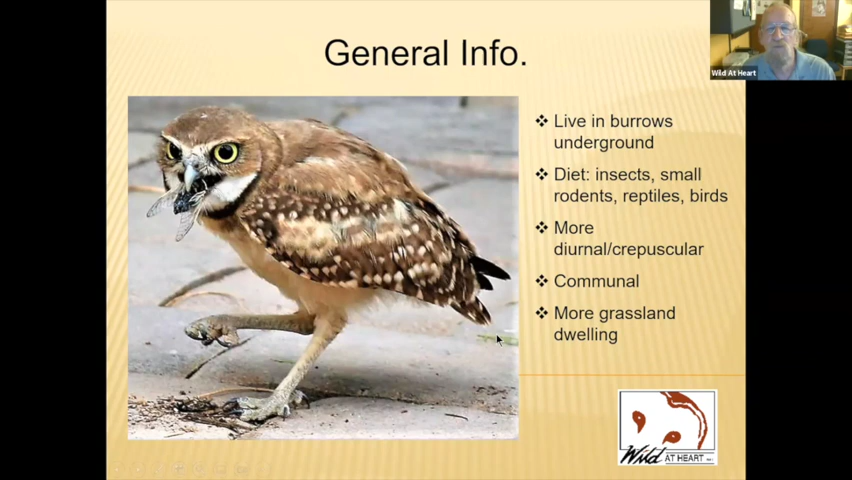 General Info.
Wild At Heart
❖ Live in burrows
underground
❖ Diet: insects, small
rodents, reptiles, birds
❖ More
diurnal/crepuscular
❖ Communal
❖ More grassland
dwelling
Wild AT HEART